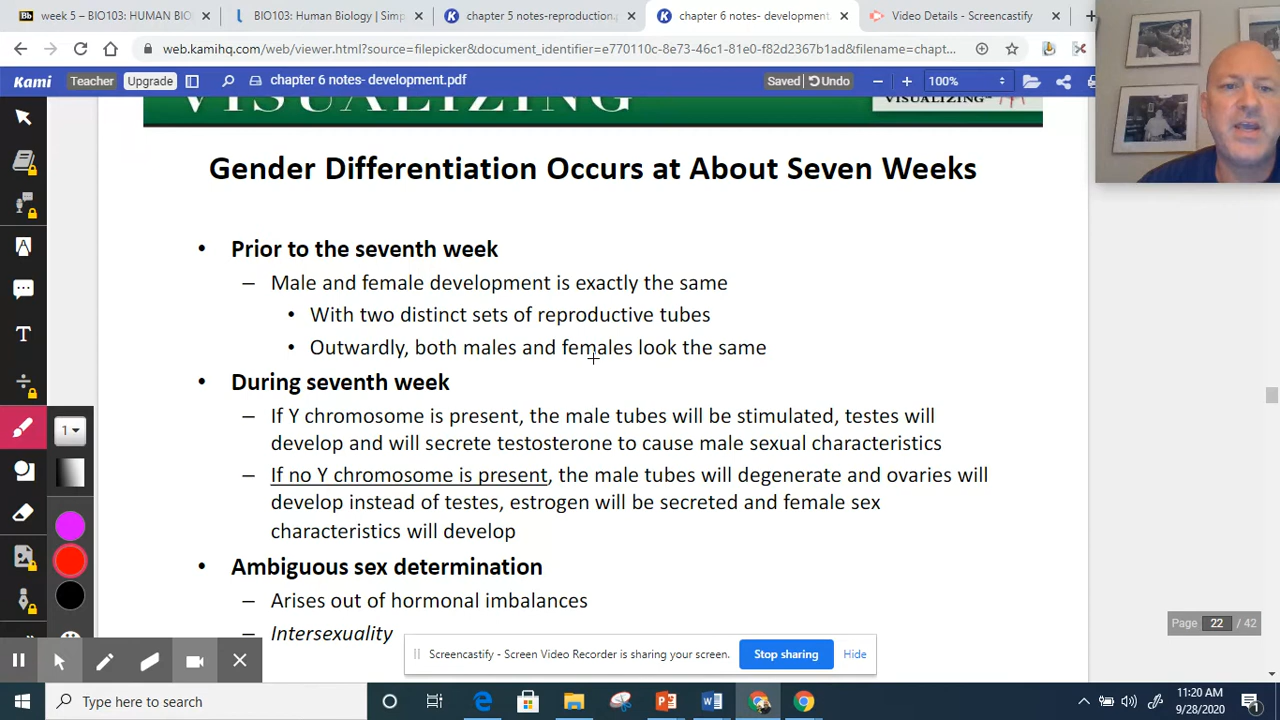 week 5 – BIO103: HUMAN BIO
BIO103: Human Biology | Simp
chapter 5 notes-reproduction.p
chapter 6 notes- development
Video Details - Screencastify
web.kamihq.com/web/viewer.html?source=filepicker&document_identifier=e770110c-8e73-46c1-81e0-f82d2367b1ad&filename=chapt...
Kami Teacher Upgrade chapter 6 notes- development.pdf Saved Undo 100%
VISUALIZING
VISUALIZING™
Gender Differentiation Occurs at About Seven Weeks
• Prior to the seventh week
– Male and female development is exactly the same
• With two distinct sets of reproductive tubes
• Outwardly, both males and females look the same
• During seventh week
– If Y chromosome is present, the male tubes will be stimulated, testes will
develop and will secrete testosterone to cause male sexual characteristics
– If no Y chromosome is present, the male tubes will degenerate and ovaries will
develop instead of testes, estrogen will be secreted and female sex
characteristics will develop
• Ambiguous sex determination
– Arises out of hormonal imbalances
– Intersexuality
1
Page 22 / 42
Screencastify - Screen Video Recorder is sharing your screen. Stop sharing Hide
Type here to search
11:20 AM
9/28/2020